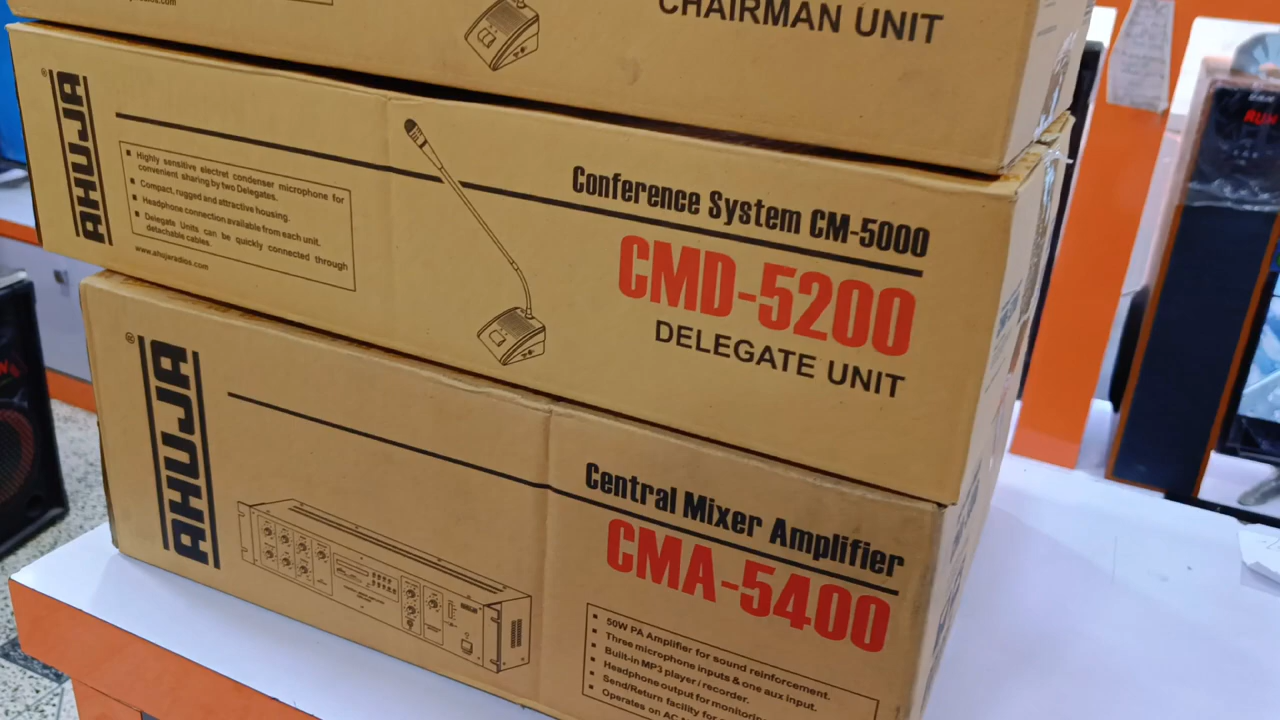 CHAIRMAN UNIT
AHUJA
®
Highly sensitive electret condenser microphone for
convenient sharing by two Delegates.
Compact, rugged and attractive housing.
Headphone connection available from each unit.
Delegate Units can be quickly connected through
detachable cables.
www.ahujaradios.com
Conference System CM-5000
CMD-5200
DELEGATE UNIT
AHUJA
®
Central Mixer Amplifier
CMA-5400
50W PA Amplifier for sound reinforcement.
Three microphone inputs & one aux input.
Built-in MP3 player / recorder.
Headphone output for monitoring
Send/Return facility for
Operates on AC
RUN